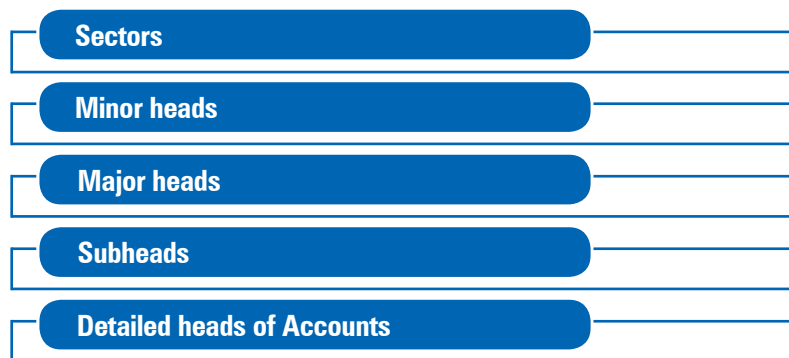 Sectors
Minor heads
Major heads
Subheads
Detailed heads of Accounts